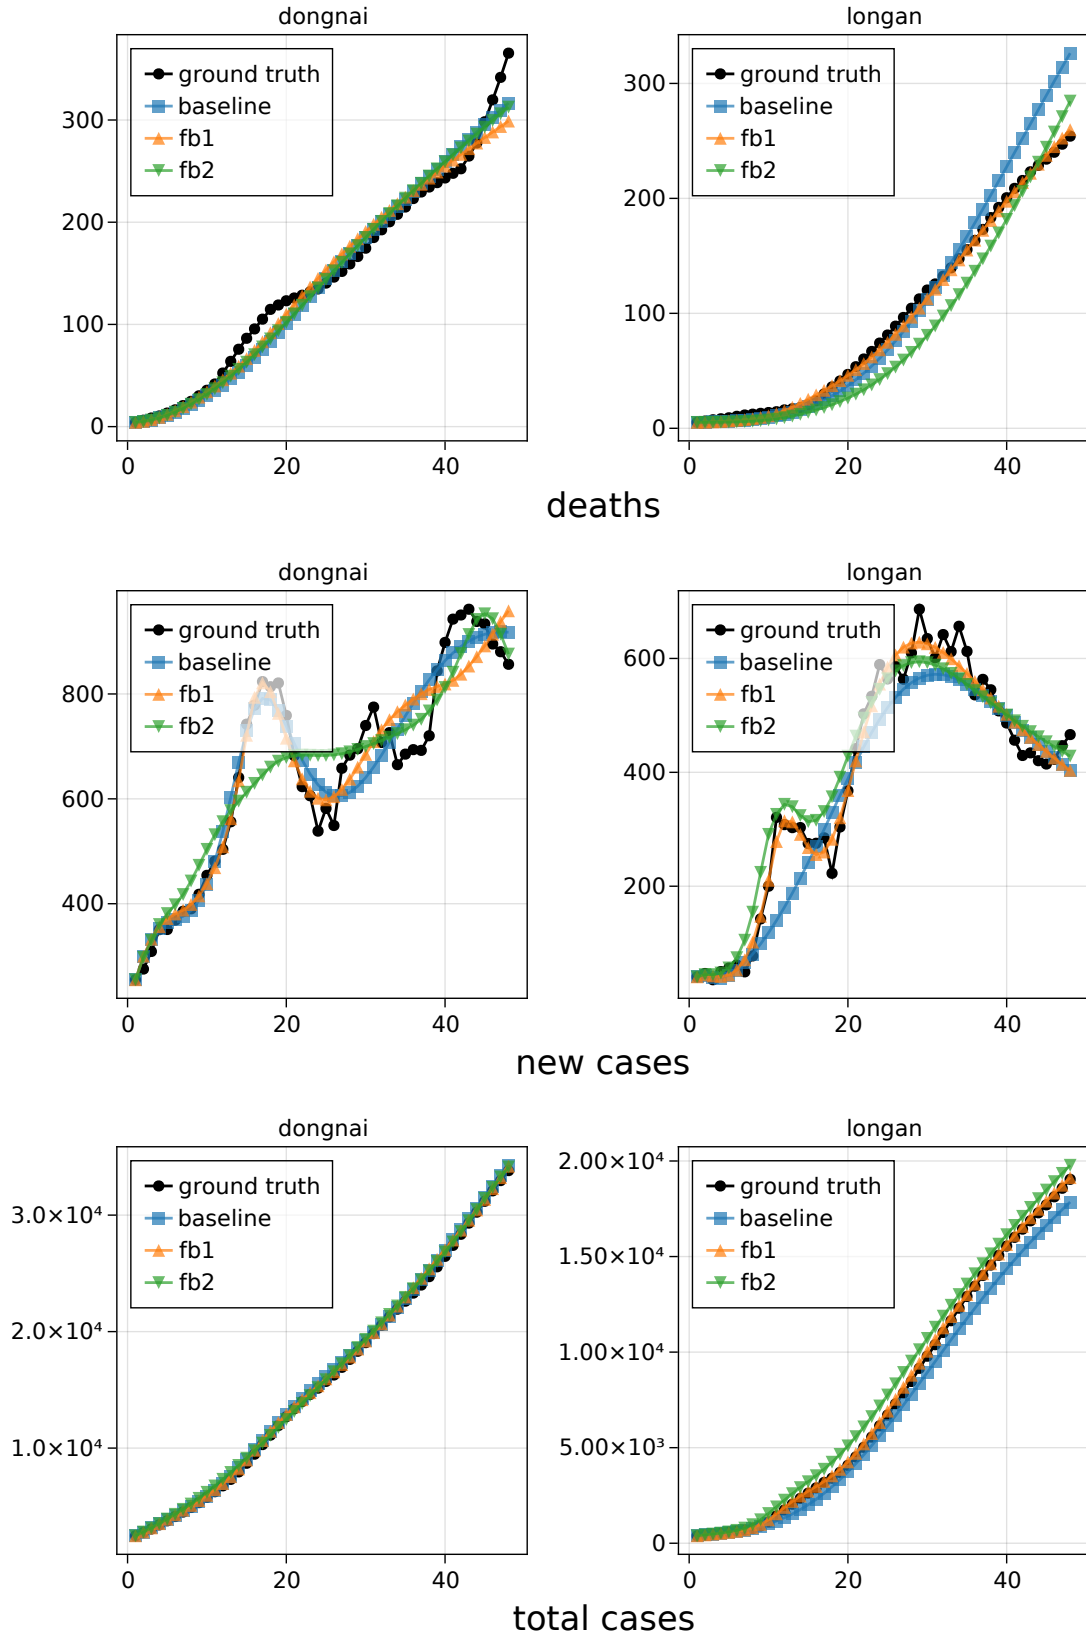 dongnai
longan
ground truth
baseline
fb1
fb2
ground truth
baseline
fb1
fb2
300
200
100
0
300
200
100
0
0 20 40
0 20 40
deaths
dongnai
longan
ground truth
baseline
fb1
fb2
ground truth
baseline
fb1
fb2
800
600
400
600
400
200
0 20 40
0 20 40
new cases
dongnai
longan
ground truth
baseline
fb1
fb2
ground truth
baseline
fb1
fb2
3.0×10⁴
2.0×10⁴
1.0×10⁴
2.00×10⁴
1.50×10⁴
1.00×10⁴
5.00×10³
0
0 20 40
0 20 40
total cases